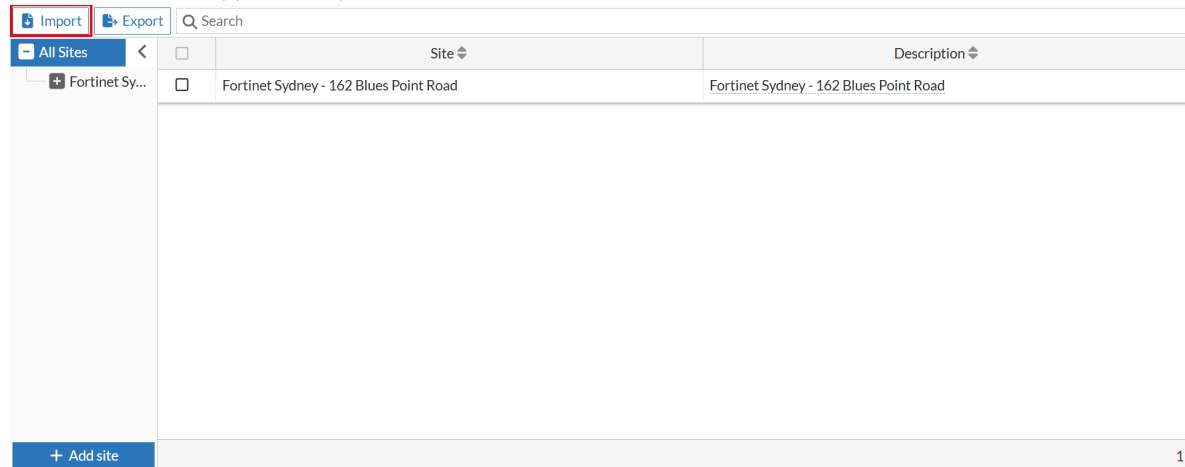 Import Export Search
All Sites Site Description
Fortinet Sy... Fortinet Sydney - 162 Blues Point Road Fortinet Sydney - 162 Blues Point Road
+ Add site 1